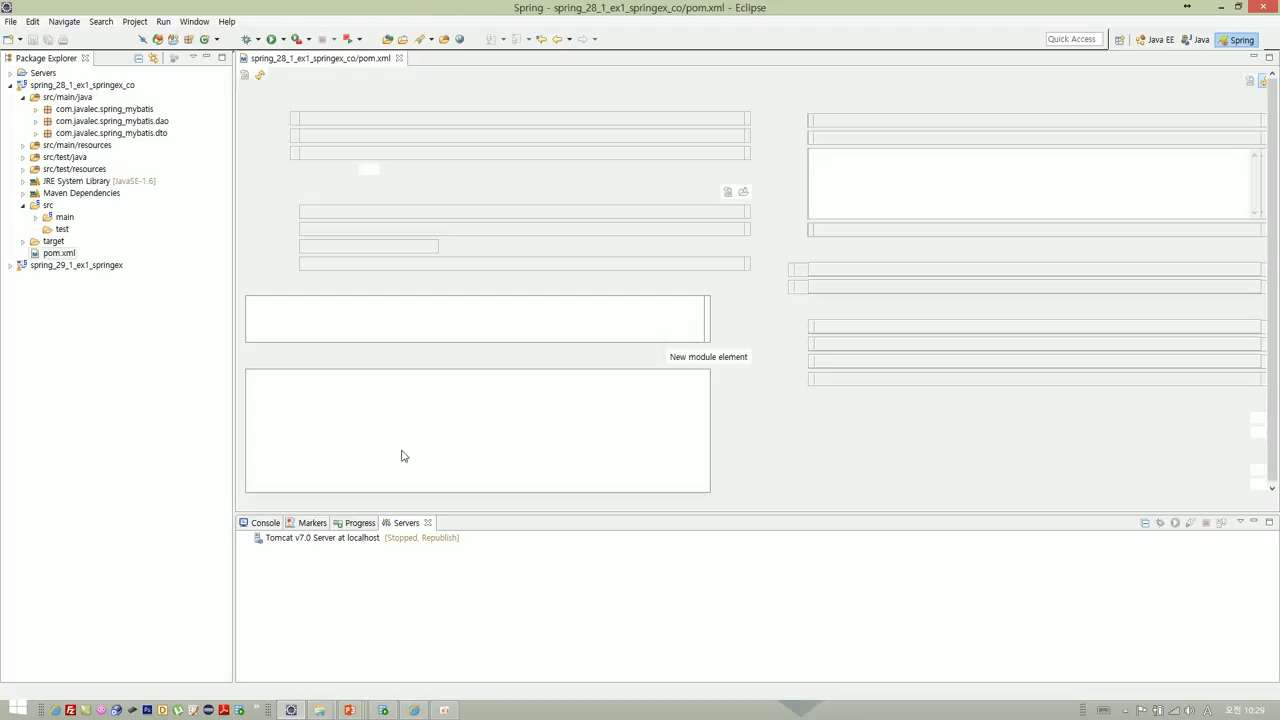 Spring - spring_28_1_ex1_springex_co/pom.xml - Eclipse
File Edit Navigate Search Project Run Window Help
Quick Access
Java EE
Java
Spring
Package Explorer
spring_28_1_ex1_springex_co/pom.xml
Servers
spring_28_1_ex1_springex_co
src/main/java
com.javalec.spring_mybatis
com.javalec.spring_mybatis.dao
com.javalec.spring_mybatis.dto
src/main/resources
src/test/java
src/test/resources
JRE System Library [JavaSE-1.6]
Maven Dependencies
src
main
test
target
pom.xml
spring_29_1_ex1_springex
New module element
Console Markers Progress Servers
Tomcat v7.0 Server at localhost [Stopped, Republish]
오전 10:29